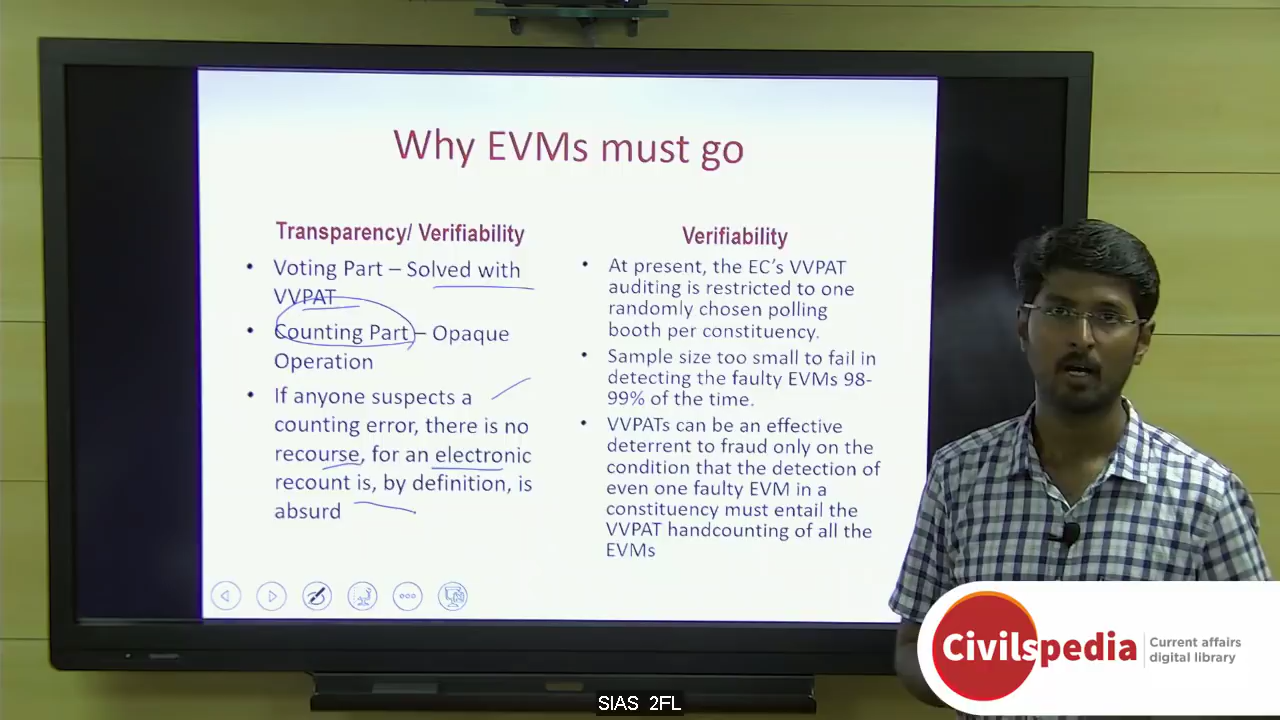 Why EVMs must go
Transparency/ Verifiability
• Voting Part – Solved with
VVPAT
• Counting Part – Opaque
Operation
• If anyone suspects a
counting error, there is no
recourse, for an electronic
recount is, by definition, is
absurd
Verifiability
• At present, the EC's VVPAT
auditing is restricted to one
randomly chosen polling
booth per constituency.
• Sample size too small to fail in
detecting the faulty EVMs 98-
99% of the time.
• VVPATs can be an effective
deterrent to fraud only on the
condition that the detection of
even one faulty EVM in a
constituency must entail the
VVPAT handcounting of all the
EVMs
Civilspedia
Current affairs
digital library
SIAS 2FL